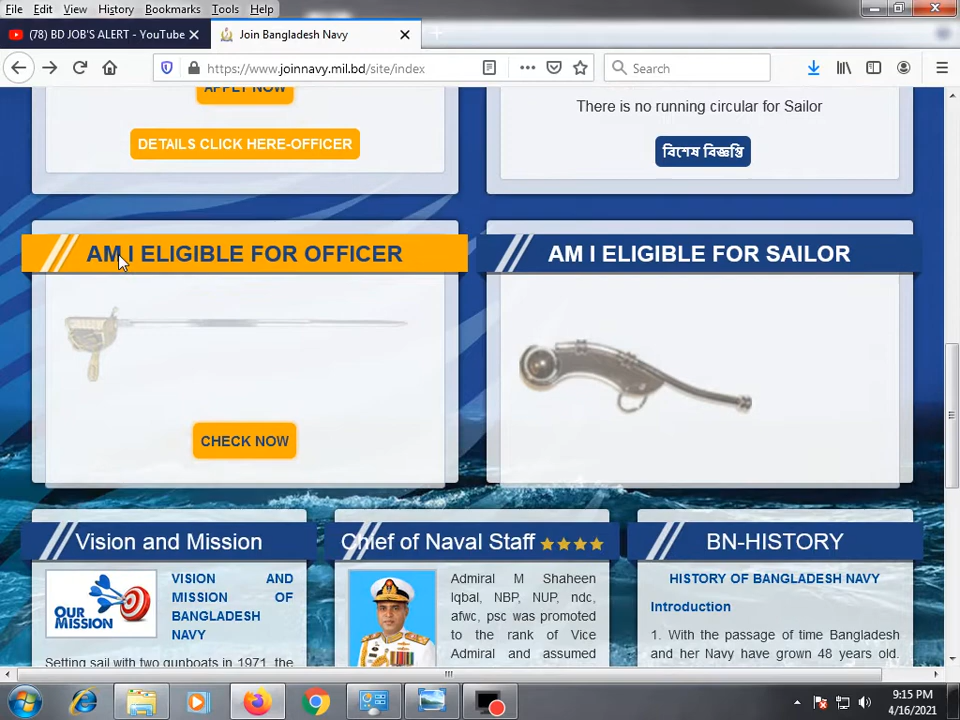 File Edit View History Bookmarks Tools Help
(78) BD JOB'S ALERT - YouTube
Join Bangladesh Navy
https://www.joinnavy.mil.bd/site/index
Search
APPLY NOW
DETAILS CLICK HERE-OFFICER
There is no running circular for Sailor
বিশেষ বিজ্ঞপ্তি
AM I ELIGIBLE FOR OFFICER
CHECK NOW
AM I ELIGIBLE FOR SAILOR
Vision and Mission
OUR
MISSION
VISION AND
MISSION OF
BANGLADESH
NAVY
Setting sail with two gunboats in 1971, the
Chief of Naval Staff
Admiral M Shaheen
Iqbal, NBP, NUP, ndc,
afwc, psc was promoted
to the rank of Vice
Admiral and assumed
BN-HISTORY
HISTORY OF BANGLADESH NAVY
Introduction
1. With the passage of time Bangladesh
and her Navy have grown 48 years old.
9:15 PM
4/16/2021